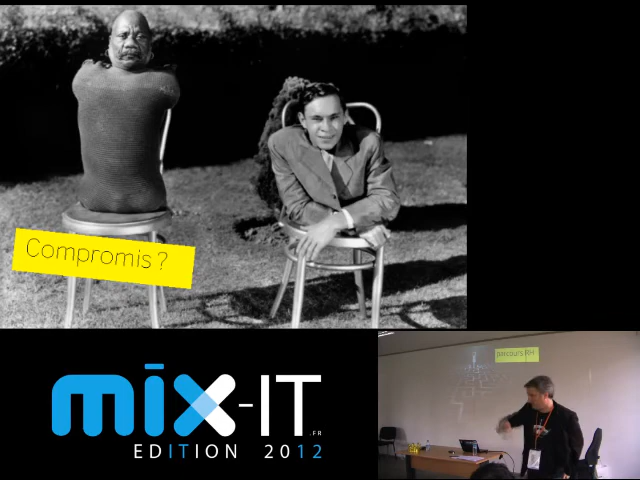 Compromis ?
mix-IT
.FR
EDITION 2012
parcours RH